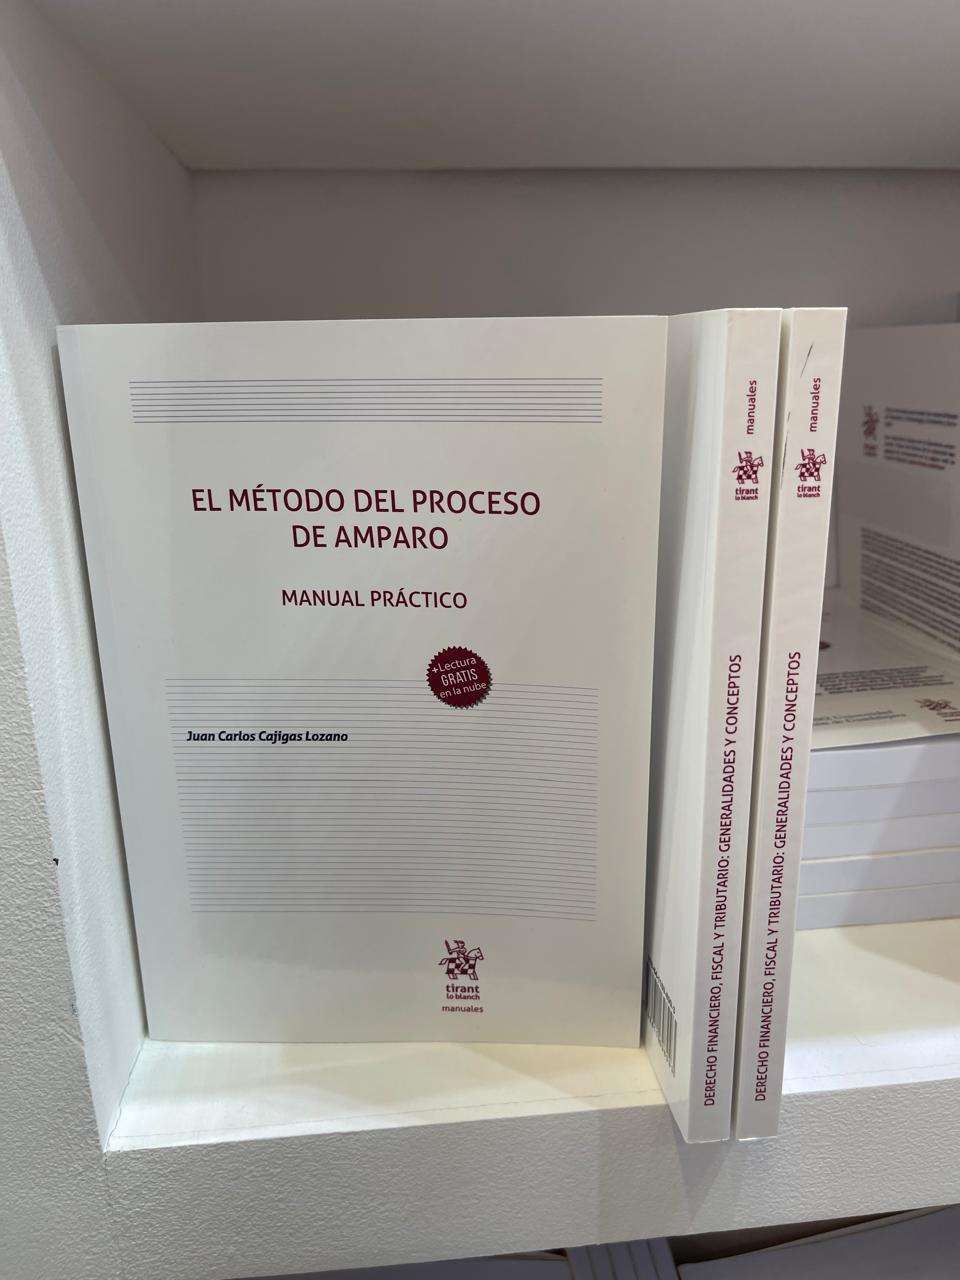 EL MÉTODO DEL PROCESO
DE AMPARO
MANUAL PRÁCTICO
+Lectura
GRATIS
en la nube
Juan Carlos Cajigas Lozano
tirant
lo blanch
manuales
manuales
tirant
lo blanch
DERECHO FINANCIERO, FISCAL Y TRIBUTARIO: GENERALIDADES Y CONCEPTOS
manuales
tirant
lo blanch
DERECHO FINANCIERO, FISCAL Y TRIBUTARIO: GENERALIDADES Y CONCEPTOS